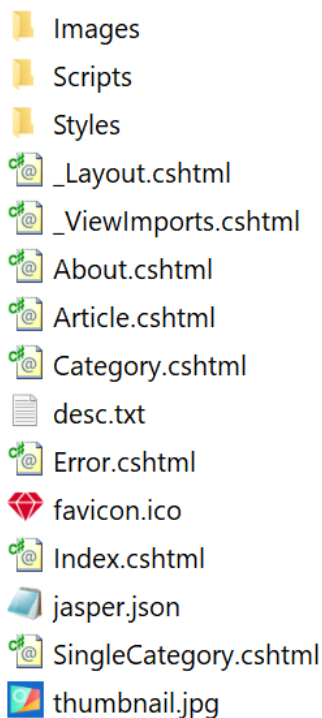 Images
Scripts
Styles
_Layout.cshtml
_ViewImports.cshtml
About.cshtml
Article.cshtml
Category.cshtml
desc.txt
Error.cshtml
favicon.ico
Index.cshtml
jasper.json
SingleCategory.cshtml
thumbnail.jpg